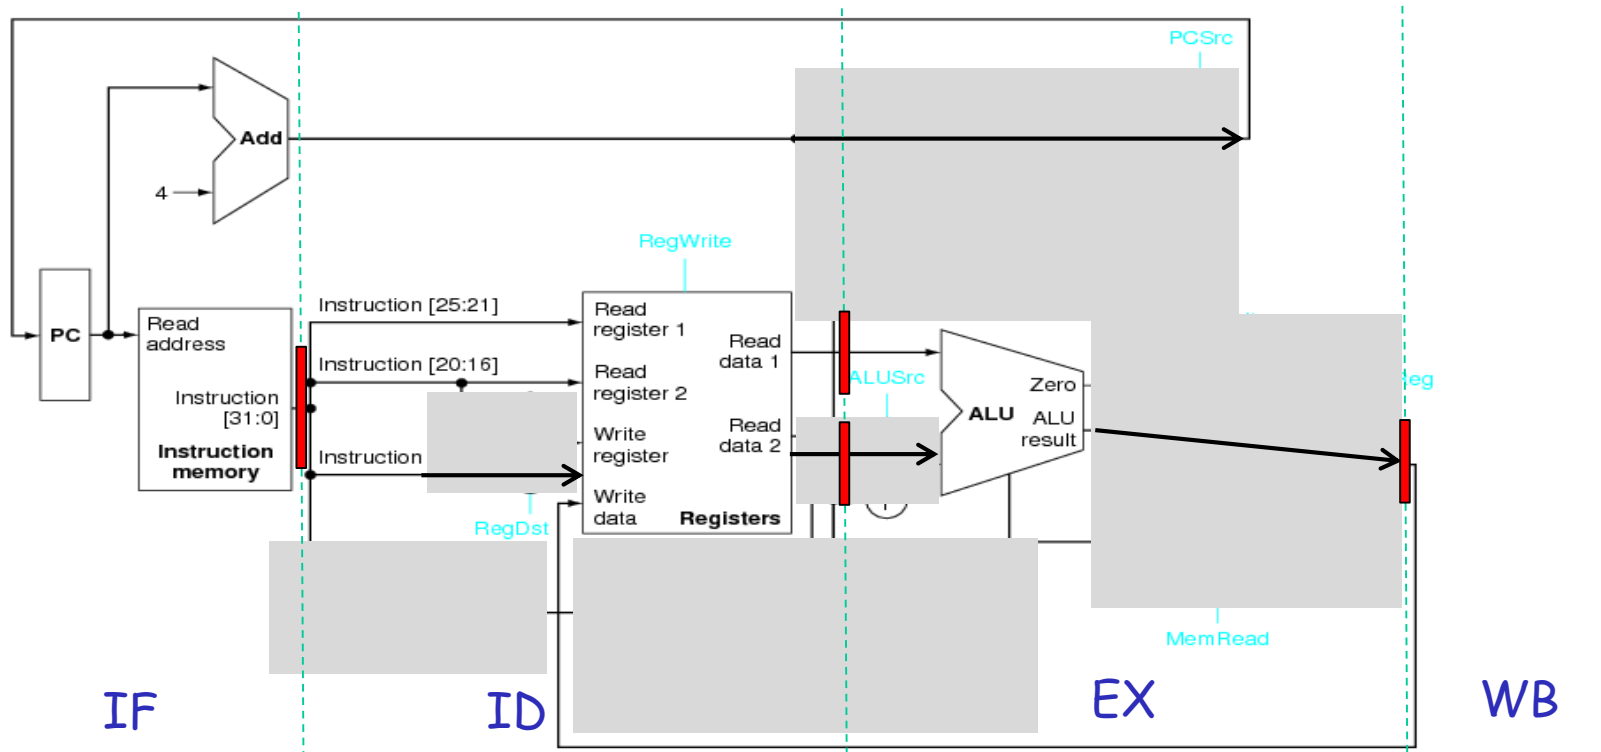 PCSrc
Add
4
RegWrite
PC
Read
address
Instruction
[31:0]
Instruction
memory
Instruction [25:21]
Instruction [20:16]
Instruction
RegDst
Read
register 1
Read
register 2
Write
register
Write
data
Read
data 1
Read
data 2
Registers
ALUSrc
Zero
ALU
ALU
result
eg
MemRead
IF
ID
EX
WB